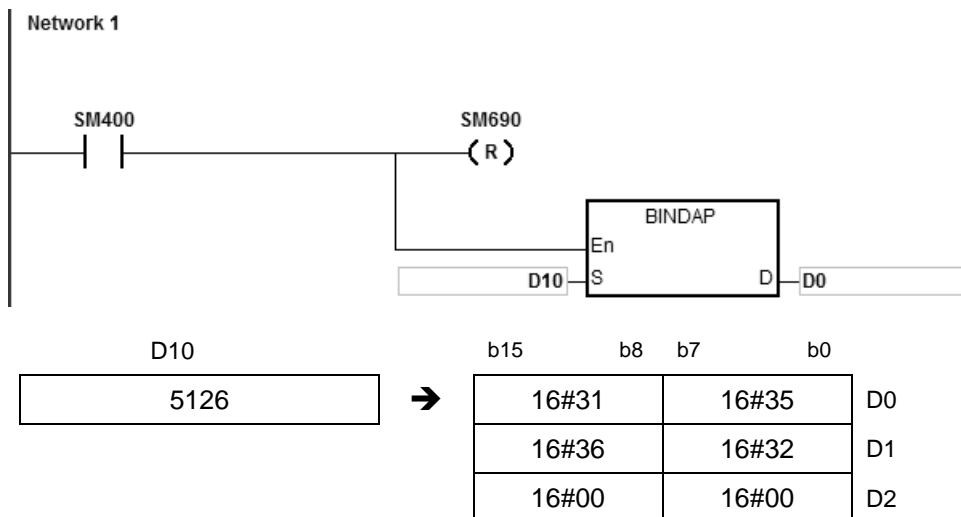 Network 1
SM400
SM690
( R )
BINDAP
En
D10 S D D0
D10
b15 b8 b7 b0
5126 ➔ 16#31 16#35 D0
16#36 16#32 D1
16#00 16#00 D2